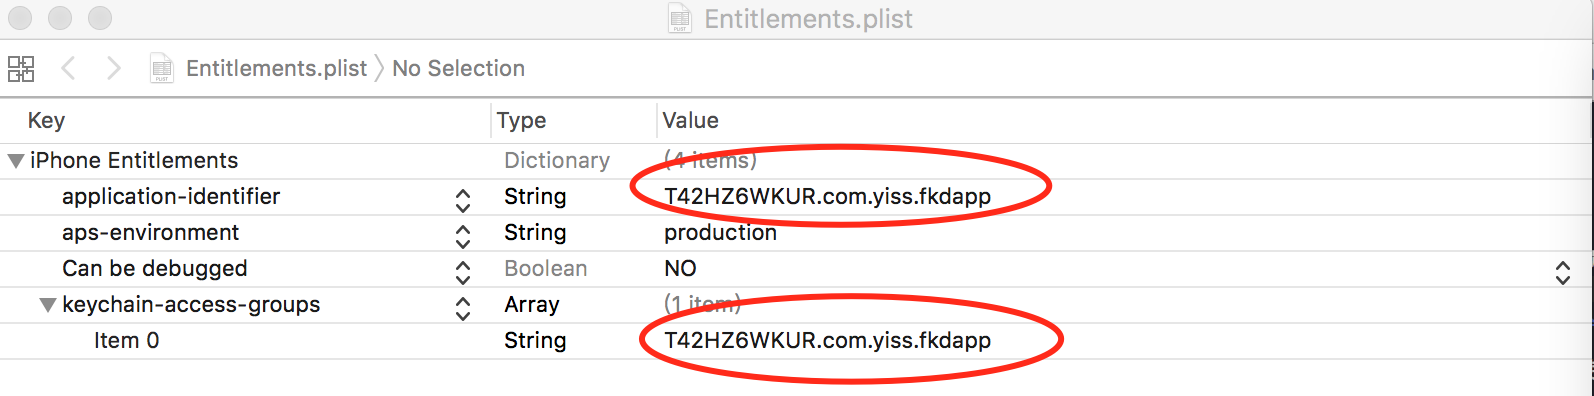 Entitlements.plist
Entitlements.plist No Selection
Key Type Value
iPhone Entitlements Dictionary (4 items)
application-identifier String T42HZ6WKUR.com.yiss.fkdapp
aps-environment String production
Can be debugged Boolean NO
keychain-access-groups Array (1 item)
Item 0 String T42HZ6WKUR.com.yiss.fkdapp